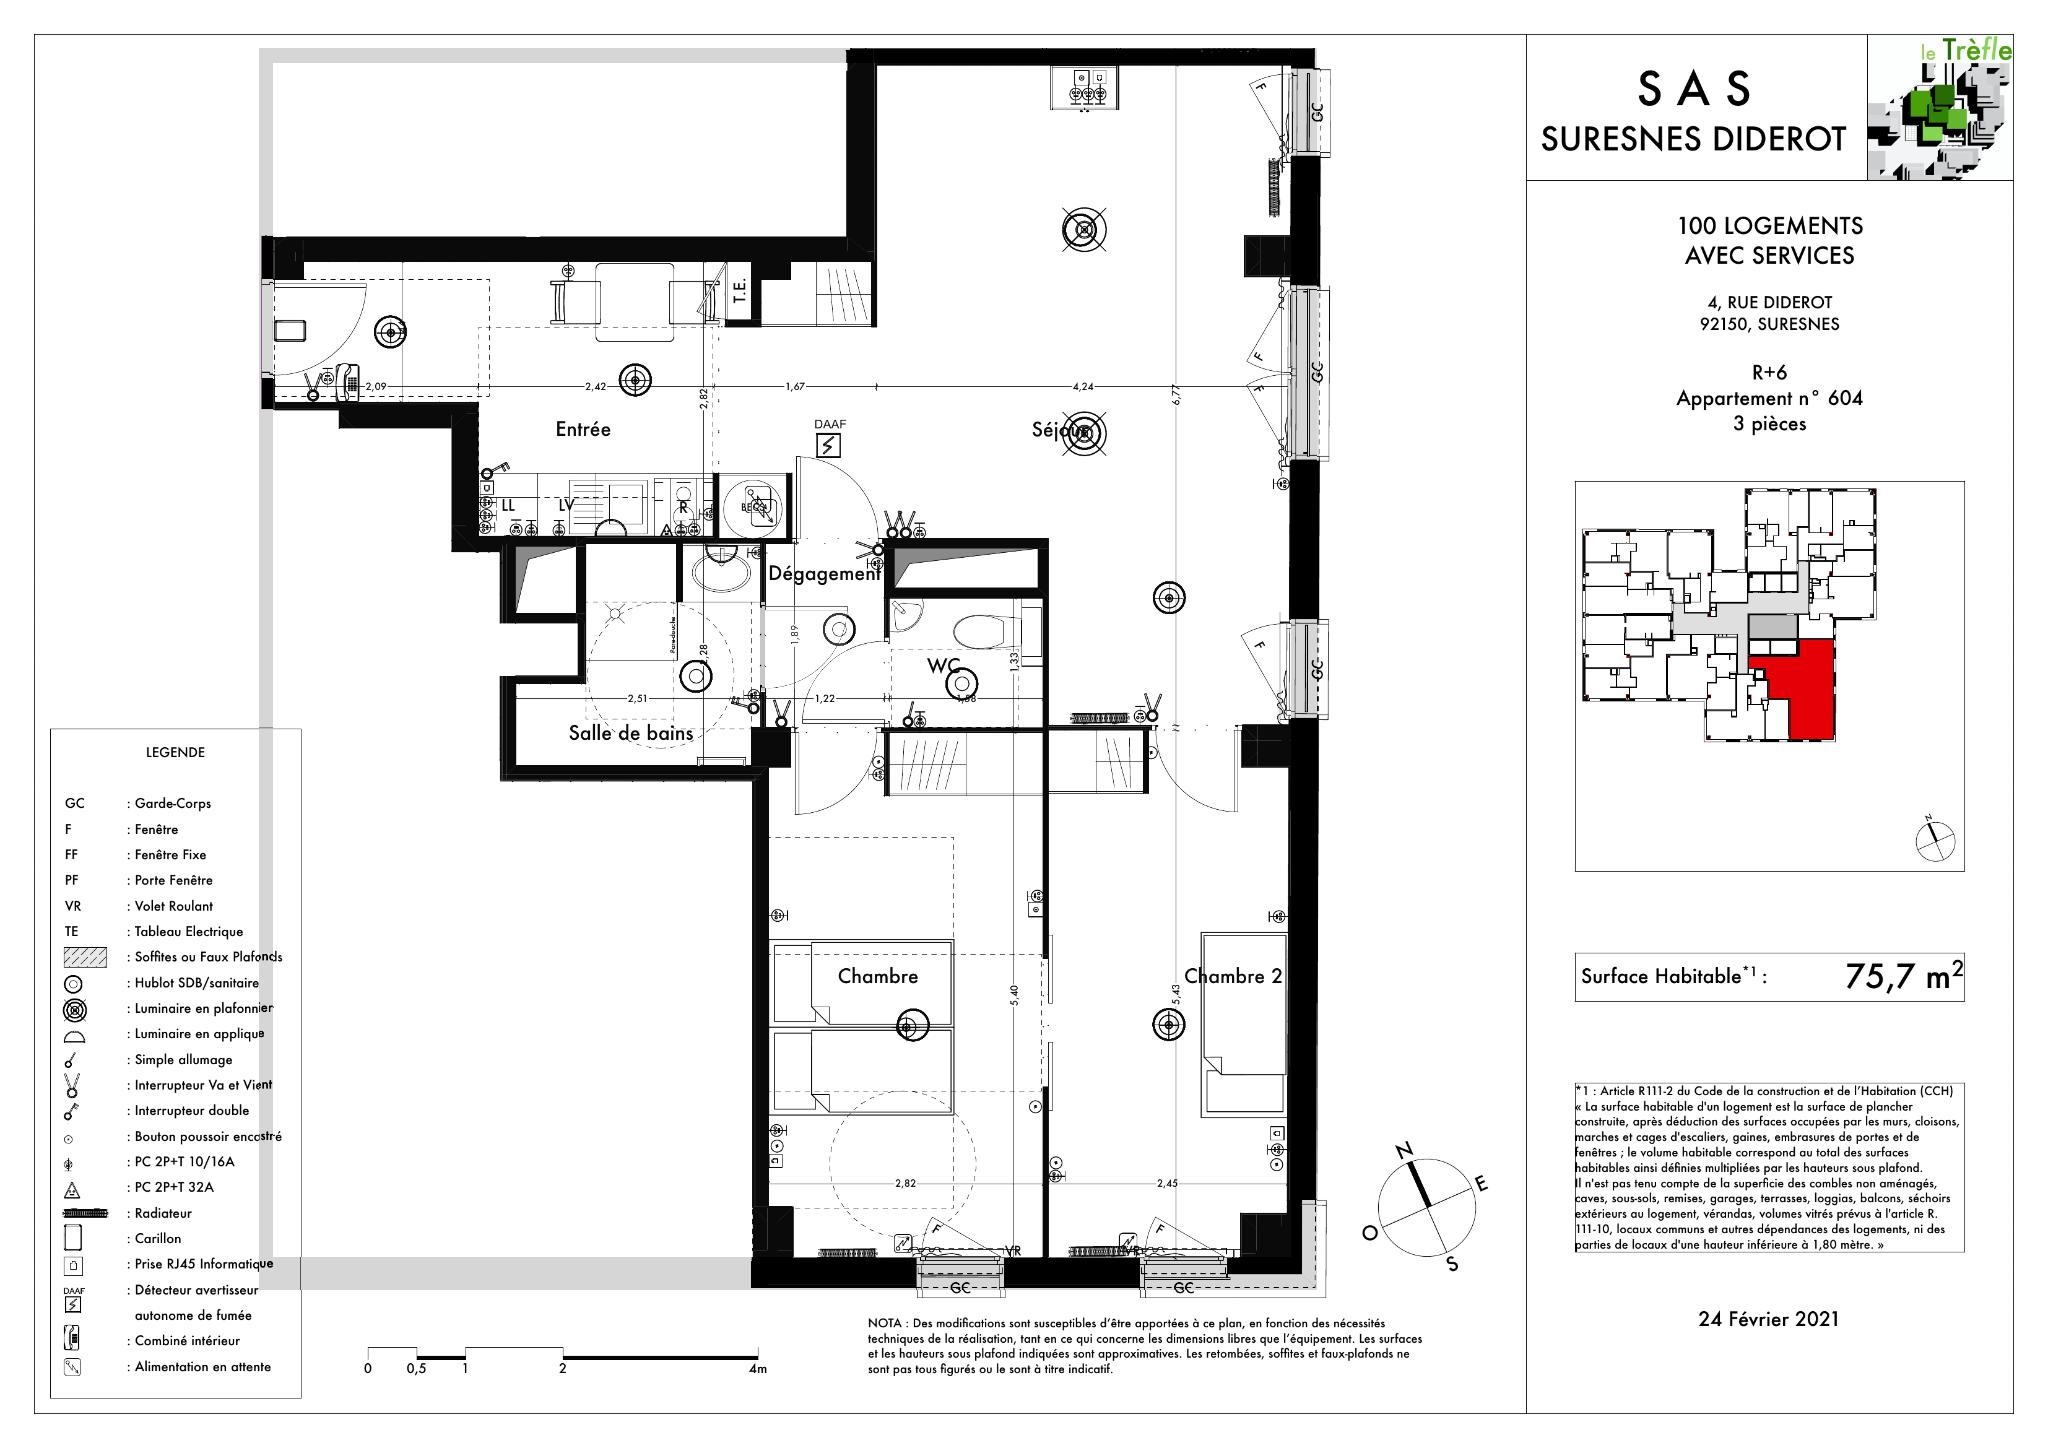 le Trèfle
SAS
SURESNES DIDEROT
100 LOGEMENTS
AVEC SERVICES
4, RUE DIDEROT
92150, SURESNES
R+6
Appartement n° 604
3 pièces
N
Surface Habitable*1 : 75,7 m2
*1 : Article R111-2 du Code de la construction et de l'Habitation (CCH)
« La surface habitable d'un logement est la surface de plancher
construite, après déduction des surfaces occupées par les murs, cloisons,
marches et cages d'escaliers, gaines, embrasures de portes et de
fenêtres ; le volume habitable correspond au total des surfaces
habitables ainsi définies multipliées par les hauteurs sous plafond.
Il n'est pas tenu compte de la superficie des combles non aménagés,
caves, sous-sols, remises, garages, terrasses, loggias, balcons, séchoirs
extérieurs au logement, vérandas, volumes vitrés prévus à l'article R.
111-10, locaux communs et autres dépendances des logements, ni des
parties de locaux d'une hauteur inférieure à 1,80 mètre. »
24 Février 2021
F
GC
T.E.
F
GC
F
2,09
2,42
1,67
4,24
2,82
6,77
Entrée
DAAF
Séjour
LL
LV
R
Dégagement
Pare-douche
1,89
F
GC
WC
1,33
2,28
2,51
1,22
1,58
Salle de bains
Chambre
Chambre 2
5,40
5,43
2,82
2,45
F
VR
F
VR
GC
GC
N
E
O
S
LEGENDE
GC : Garde-Corps
F : Fenêtre
FF : Fenêtre Fixe
PF : Porte Fenêtre
VR : Volet Roulant
TE : Tableau Electrique
: Soffites ou Faux Plafonds
: Hublot SDB/sanitaire
: Luminaire en plafonnier
: Luminaire en applique
: Simple allumage
: Interrupteur Va et Vient
: Interrupteur double
: Bouton poussoir encastré
: PC 2P+T 10/16A
: PC 2P+T 32A
: Radiateur
: Carillon
: Prise RJ45 Informatique
DAAF : Détecteur avertisseur
autonome de fumée
: Combiné intérieur
: Alimentation en attente
0 0,5 1 2 4m
NOTA : Des modifications sont susceptibles d'être apportées à ce plan, en fonction des nécessités
techniques de la réalisation, tant en ce qui concerne les dimensions libres que l'équipement. Les surfaces
et les hauteurs sous plafond indiquées sont approximatives. Les retombées, soffites et faux-plafonds ne
sont pas tous figurés ou le sont à titre indicatif.